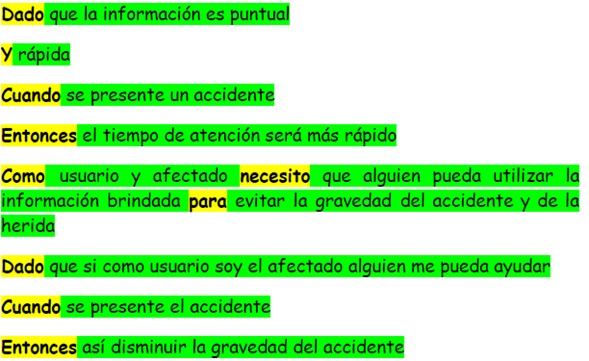 Dado que la información es puntual
Y rápida
Cuando se presente un accidente
Entonces el tiempo de atención será más rápido
Como usuario y afectado necesito que alguien pueda utilizar la
información brindada para evitar la gravedad del accidente y de la
herida
Dado que si como usuario soy el afectado alguien me pueda ayudar
Cuando se presente el accidente
Entonces así disminuir la gravedad del accidente